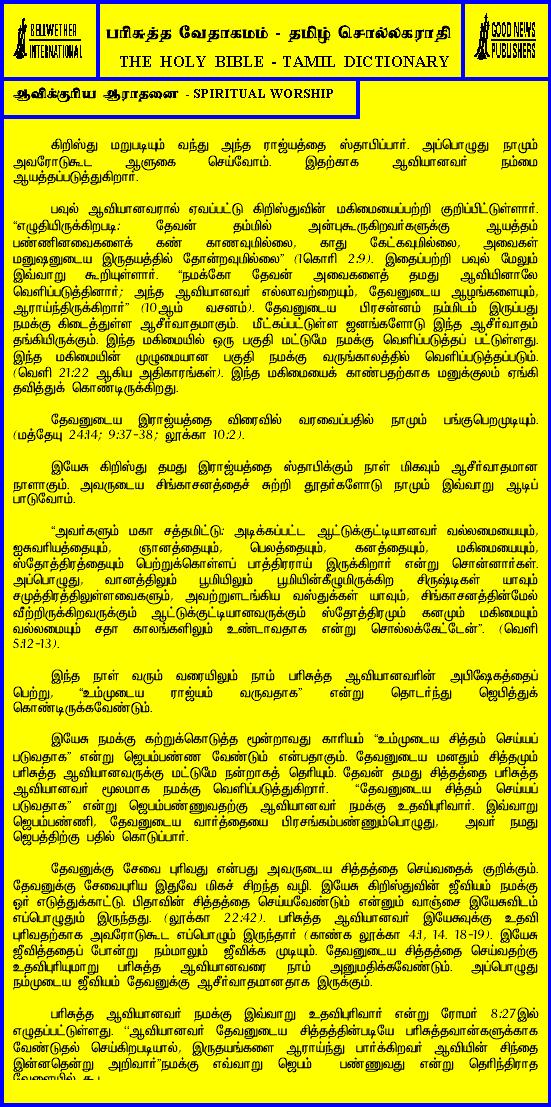 BELLWETHER
INTERNATIONAL
பரிசுத்த வேதாகமம் - தமிழ் சொல்லகராதி
THE HOLY BIBLE - TAMIL DICTIONARY
GOOD NEWS
PUBLISHERS
ஆவிக்குரிய ஆராதனை - SPIRITUAL WORSHIP
கிறிஸ்து மறுபடியும் வந்து அந்த ராஜ்யத்தை ஸ்தாபிப்பார். அப்பொழுது நாமும்
அவரோடுகூட ஆளுகை செய்வோம். இதற்காக ஆவியானவர் நம்மை
ஆயத்தப்படுத்துகிறார்.
பவுல் ஆவியானவரால் ஏவப்பட்டு கிறிஸ்துவின் மகிமையைப்பற்றி குறிப்பிட்டுள்ளார்.
“எழுதியிருக்கிறபடி: தேவன் தம்மில் அன்புகூருகிறவர்களுக்கு ஆயத்தம்
பண்ணினவைகளைக் கண் காணவுமில்லை, காது கேட்கவுமில்லை, அவைகள்
மனுஷனுடைய இருதயத்தில் தோன்றவுமில்லை” (1கொரி 2:9). இதைப்பற்றி பவுல் மேலும்
இவ்வாறு கூறியுள்ளார். “நமக்கோ தேவன் அவைகளைத் தமது ஆவியினாலே
வெளிப்படுத்தினார்; அந்த ஆவியானவர் எல்லாவற்றையும், தேவனுடைய ஆழங்களையும்,
ஆராய்ந்திருக்கிறார்” (10ஆம் வசனம்). தேவனுடைய பிரசன்னம் நம்மிடம் இருப்பது
நமக்கு கிடைத்துள்ள ஆசீர்வாதமாகும். மீட்கப்பட்டுள்ள ஜனங்களோடு இந்த ஆசீர்வாதம்
தங்கியிருக்கும். இந்த மகிமையில் ஒரு பகுதி மட்டுமே நமக்கு வெளிப்படுத்தப் பட்டுள்ளது.
இந்த மகிமையின் முழுமையான பகுதி நமக்கு வருங்காலத்தில் வெளிப்படுத்தப்படும்.
(வெளி 21:22 ஆகிய அதிகாரங்கள்). இந்த மகிமையைக் காண்பதற்காக மனுக்குலம் ஏங்கி
தவித்துக் கொண்டிருக்கிறது.
தேவனுடைய இராஜ்யத்தை விரைவில் வரவைப்பதில் நாமும் பங்குபெறமுடியும்.
(மத்தேயு 24:14; 9:37-38; லூக்கா 10:2).
இயேசு கிறிஸ்து தமது இராஜ்யத்தை ஸ்தாபிக்கும் நாள் மிகவும் ஆசீர்வாதமான
நாளாகும். அவருடைய சிங்காசனத்தைச் சுற்றி தூதர்களோடு நாமும் இவ்வாறு ஆடிப்
பாடுவோம்.
“அவர்களும் மகா சத்தமிட்டு: அடிக்கப்பட்ட ஆட்டுக்குட்டியானவர் வல்லமையையும்,
ஐசுவரியத்தையும், ஞானத்தையும், பெலத்தையும், கனத்தையும், மகிமையையும்,
ஸ்தோத்திரத்தையும் பெற்றுக்கொள்ளப் பாத்திரராய் இருக்கிறார் என்று சொன்னார்கள்.
அப்பொழுது, வானத்திலும் பூமியிலும் பூமியின்கீழுமிருக்கிற சிருஷ்டிகள் யாவும்
சமுத்திரத்திலுள்ளவைகளும், அவற்றுளடங்கிய வஸ்துக்கள் யாவும், சிங்காசனத்தின்மேல்
வீற்றிருக்கிறவருக்கும் ஆட்டுக்குட்டியானவருக்கும் ஸ்தோத்திரமும் கனமும் மகிமையும்
வல்லமையும் சதா காலங்களிலும் உண்டாவதாக என்று சொல்லக்கேட்டேன்”. (வெளி
5:12-13).
இந்த நாள் வரும் வரையிலும் நாம் பரிசுத்த ஆவியானவரின் அபிஷேகத்தைப்
பெற்று, “உம்முடைய ராஜ்யம் வருவதாக” என்று தொடர்ந்து ஜெபித்துக்
கொண்டிருக்கவேண்டும்.
இயேசு நமக்கு கற்றுக்கொடுத்த மூன்றாவது காரியம் “உம்முடைய சித்தம் செய்யப்
படுவதாக” என்று ஜெபம்பண்ண வேண்டும் என்பதாகும். தேவனுடைய மனதும் சித்தமும்
பரிசுத்த ஆவியானவருக்கு மட்டுமே நன்றாகத் தெரியும். தேவன் தமது சித்தத்தை பரிசுத்த
ஆவியானவர் மூலமாக நமக்கு வெளிப்படுத்துகிறார். “தேவனுடைய சித்தம் செய்யப்
படுவதாக” என்று ஜெபம்பண்ணுவதற்கு ஆவியானவர் நமக்கு உதவிபுரிவார். இவ்வாறு
ஜெபம்பண்ணி, தேவனுடைய வார்த்தையை பிரசங்கம்பண்ணும்பொழுது, அவர் நமது
ஜெபத்திற்கு பதில் கொடுப்பார்.
தேவனுக்கு சேவை புரிவது என்பது அவருடைய சித்தத்தை செய்வதைக் குறிக்கும்.
தேவனுக்கு சேவைபுரிய இதுவே மிகச் சிறந்த வழி. இயேசு கிறிஸ்துவின் ஜீவியம் நமக்கு
ஓர் எடுத்துக்காட்டு. பிதாவின் சித்தத்தை செய்யவேண்டும் என்னும் வாஞ்சை இயேசுவிடம்
எப்பொழுதும் இருந்தது. (லூக்கா 22:42). பரிசுத்த ஆவியானவர் இயேசுவுக்கு உதவி
புரிவதற்காக அவரோடுகூட எப்பொழும் இருந்தார் (காண்க லூக்கா 4:1, 14. 18-19). இயேசு
ஜீவித்ததைப் போன்று நம்மாலும் ஜீவிக்க முடியும். தேவனுடைய சித்தத்தை செய்வதற்கு
உதவிபுரியுமாறு பரிசுத்த ஆவியானவரை நாம் அனுமதிக்கவேண்டும். அப்பொழுது
நம்முடைய ஜீவியம் தேவனுக்கு ஆசீர்வாதமானதாக இருக்கும்.
பரிசுத்த ஆவியானவர் நமக்கு இவ்வாறு உதவிபுரிவார் என்று ரோமர் 8:27இல்
எழுதப்பட்டுள்ளது. “ஆவியானவர் தேவனுடைய சித்தத்தின்படியே பரிசுத்தவான்களுக்காக
வேண்டுதல் செய்கிறபடியால், இருதயங்களை ஆராய்ந்து பார்க்கிறவர் ஆவியின் சிந்தை
இன்னதென்று அறிவார்”நமக்கு எவ்வாறு ஜெபம் பண்ணுவது என்று தெரிந்திராத
வேளையில்